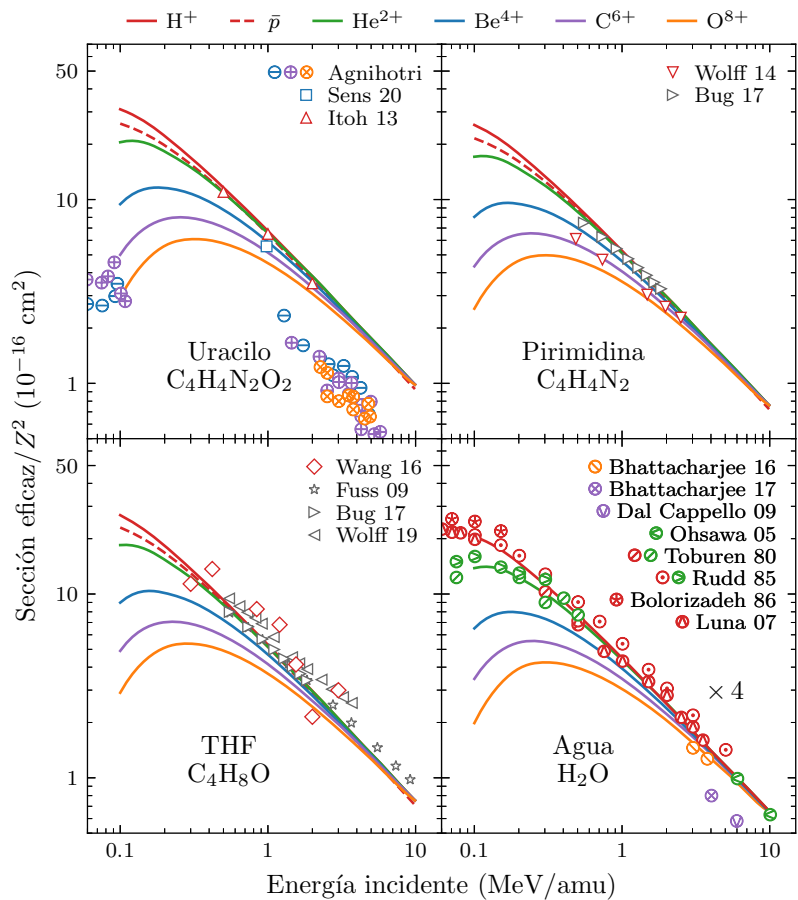 H⁺ p̄ He²⁺ Be⁴⁺ C⁶⁺ O⁸⁺
Sección eficaz/Z² (10⁻¹⁶ cm²)
50
10
1
Agnihotri
Sens 20
Itoh 13
Uracilo
C₄H₄N₂O₂
Wolff 14
Bug 17
Pirimidina
C₄H₄N₂
50
10
1
Wang 16
Fuss 09
Bug 17
Wolff 19
THF
C₄H₈O
Bhattacharjee 16
Bhattacharjee 17
Dal Cappello 09
Ohsawa 05
Toburen 80
Rudd 85
Bolorizadeh 86
Luna 07
× 4
Agua
H₂O
0.1 1 10 0.1 1 10
Energía incidente (MeV/amu)